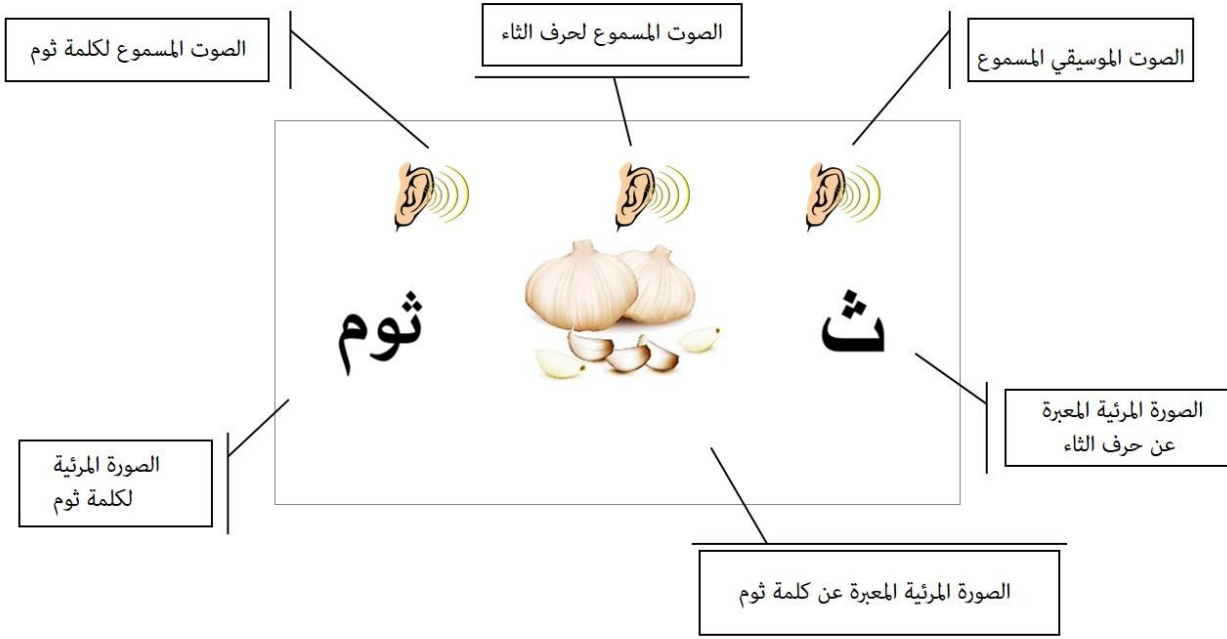 الصوت الموسيقي المسموع
الصوت المسموع لحرف الثاء
الصوت المسموع لكلمة ثوم
ث
ثوم
الصورة المرئية المعبرة
عن حرف الثاء
الصورة المرئية المعبرة عن كلمة ثوم
الصورة المرئية
لكلمة ثوم